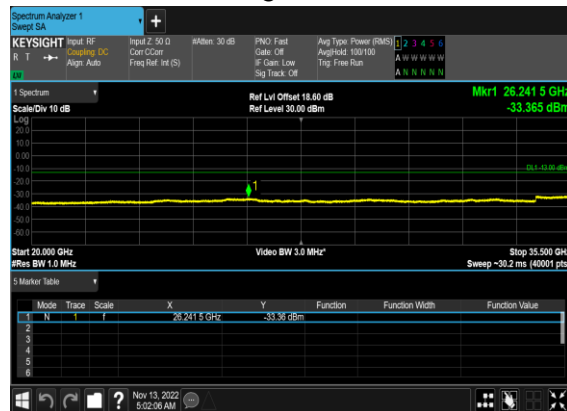 Spectrum Analyzer 1
Swept SA
+
KEYSIGHT Input: RF Input Z: 50 Ω #Atten: 30 dB PNO: Fast Avg Type: Power (RMS) 1 2 3 4 5 6
R T Coupling: DC Corr CCorr Gate: Off Avg|Hold: 100/100 A W W W W W
Align: Auto Freq Ref: Int (S) IF Gain: Low Trig: Free Run
Sig Track: Off A N N N N N
1 Spectrum Ref Lvl Offset 18.60 dB Mkr1 26.241 5 GHz
Scale/Div 10 dB Ref Level 30.00 dBm -33.365 dBm
Log
20.0
10.0
0.00
-10.0
DL1 -13.00 dBm
-20.0
1
-30.0
-40.0
-50.0
-60.0
Start 20.000 GHz Video BW 3.0 MHz* Stop 35.500 GHz
#Res BW 1.0 MHz Sweep ~30.2 ms (40001 pts)
5 Marker Table
Mode Trace Scale X Y Function Function Width Function Value
1 N 1 f 26.241 5 GHz -33.36 dBm
2
3
4
5
6
? Nov 13, 2022
5:02:06 AM